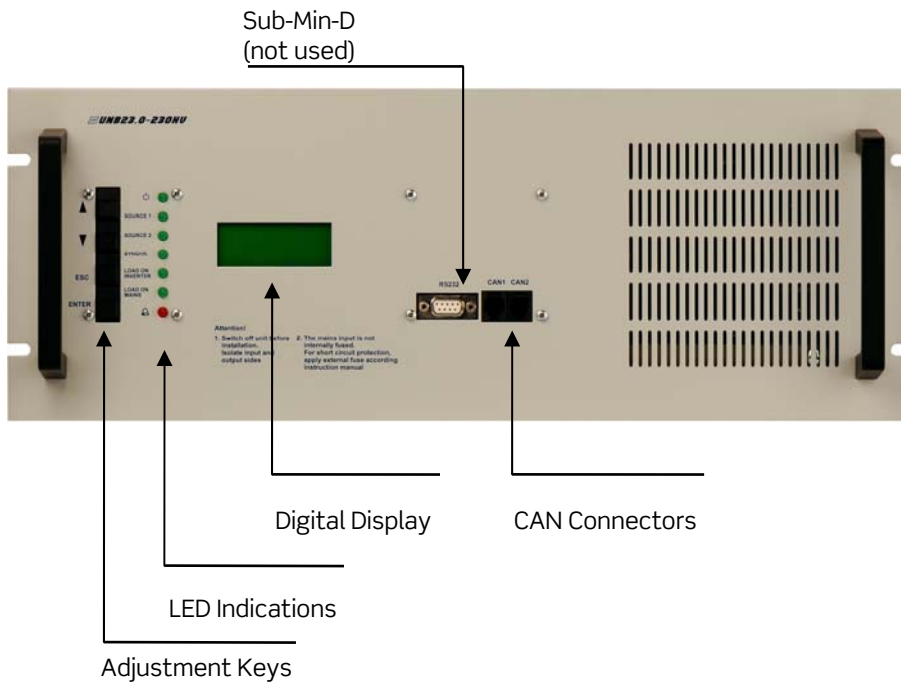 Sub-Min-D
(not used)
UNB23.0-230HV
SOURCE 1
SOURCE 2
SYNCHR.
ESC
LOAD ON
INVERTER
LOAD ON
MAINS
ENTER
RS232
CAN1 CAN2
Attention!
1. Switch off unit before
installation.
Isolate input and
output sides
2. The mains input is not
internally fused.
For short circuit protection,
apply external fuse according
instruction manual
Digital Display
CAN Connectors
LED Indications
Adjustment Keys